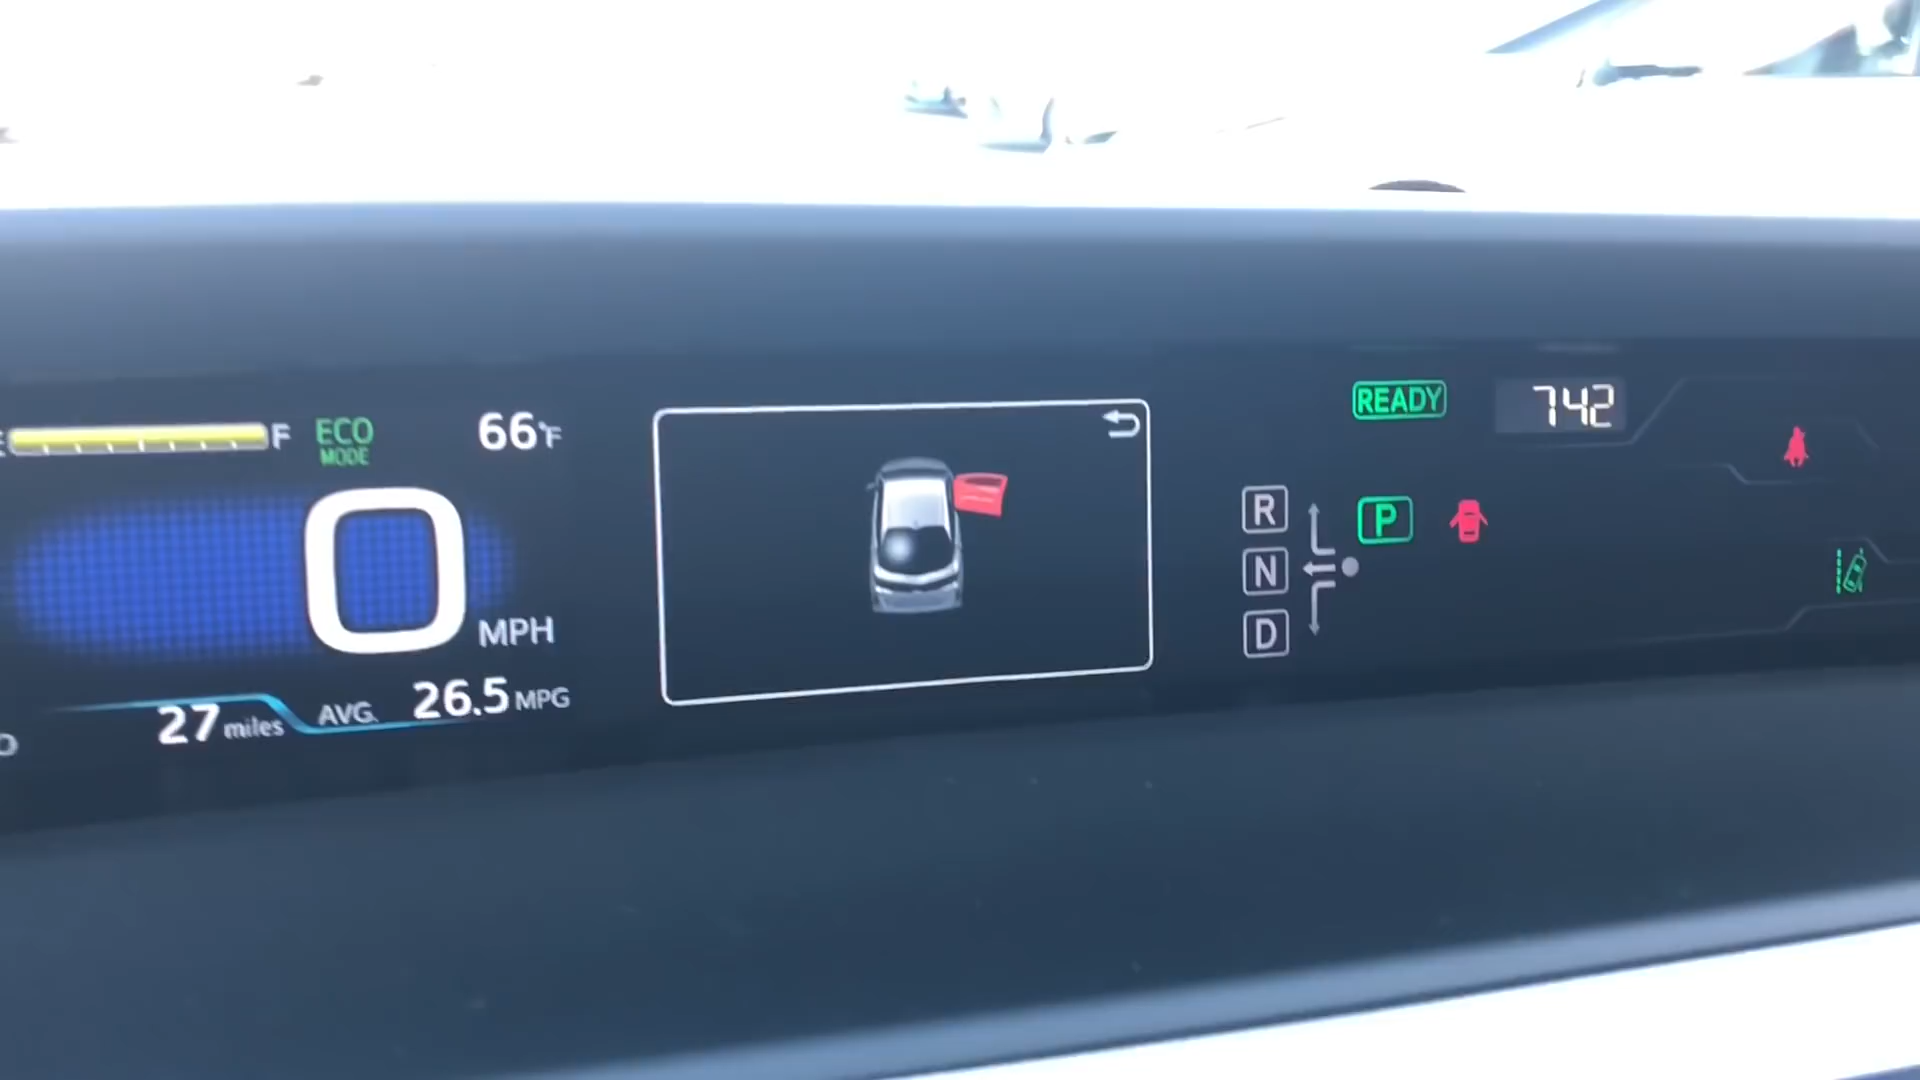 F ECO MODE 66°F
0 MPH
27 miles AVG. 26.5 MPG
READY 742
R
N
D
P